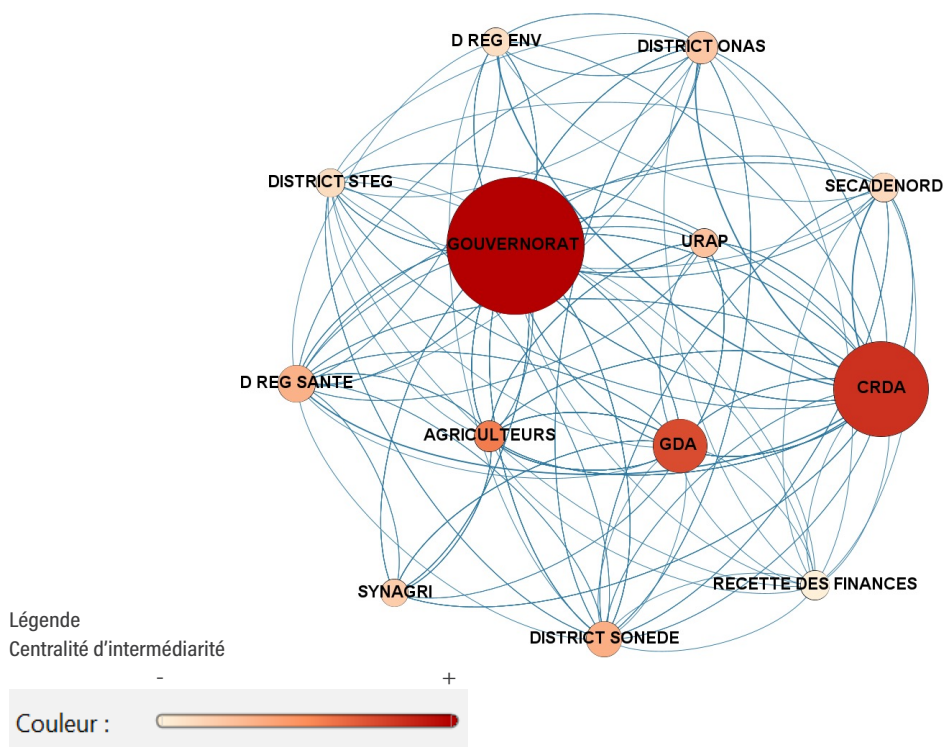 D REG ENV
DISTRICT ONAS
DISTRICT STEG
SECADENORD
GOUVERNORAT
URAP
D REG SANTE
CRDA
AGRICULTEURS
GDA
SYNAGRI
RECETTE DES FINANCES
DISTRICT SONEDE
Légende
Centralité d'intermédiarité
- +
Couleur :